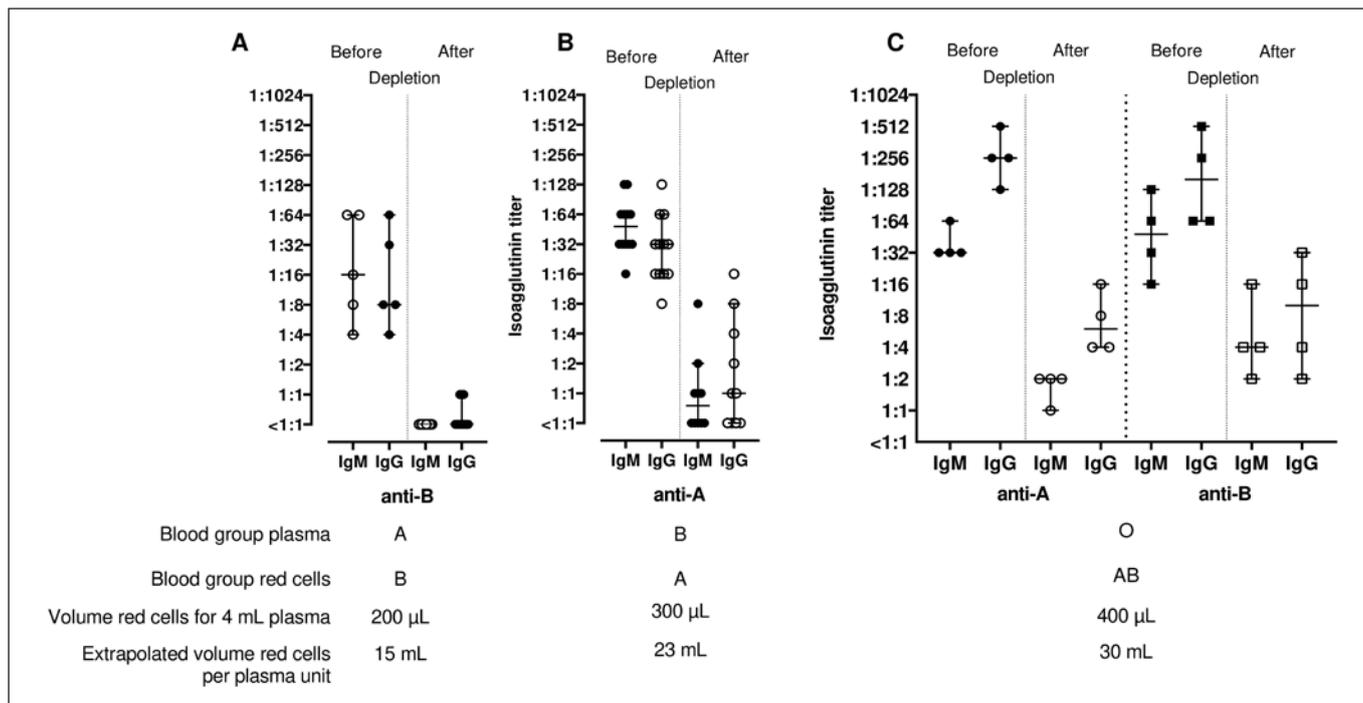 A
Before After
Depletion
1:1024
1:512
1:256
1:128
1:64
1:32
1:16
1:8
1:4
1:2
1:1
<1:1
IgM IgG IgM IgG
anti-B
B
Before After
Depletion
Isoagglutinin titer
1:1024
1:512
1:256
1:128
1:64
1:32
1:16
1:8
1:4
1:2
1:1
<1:1
IgM IgG IgM IgG
anti-A
C
Before After Before After
Depletion Depletion
Isoagglutinin titer
1:1024
1:512
1:256
1:128
1:64
1:32
1:16
1:8
1:4
1:2
1:1
<1:1
IgM IgG IgM IgG IgM IgG IgM IgG
anti-A anti-B
Blood group plasma A B O
Blood group red cells B A AB
Volume red cells for 4 mL plasma 200 µL 300 µL 400 µL
Extrapolated volume red cells 15 mL 23 mL 30 mL
per plasma unit